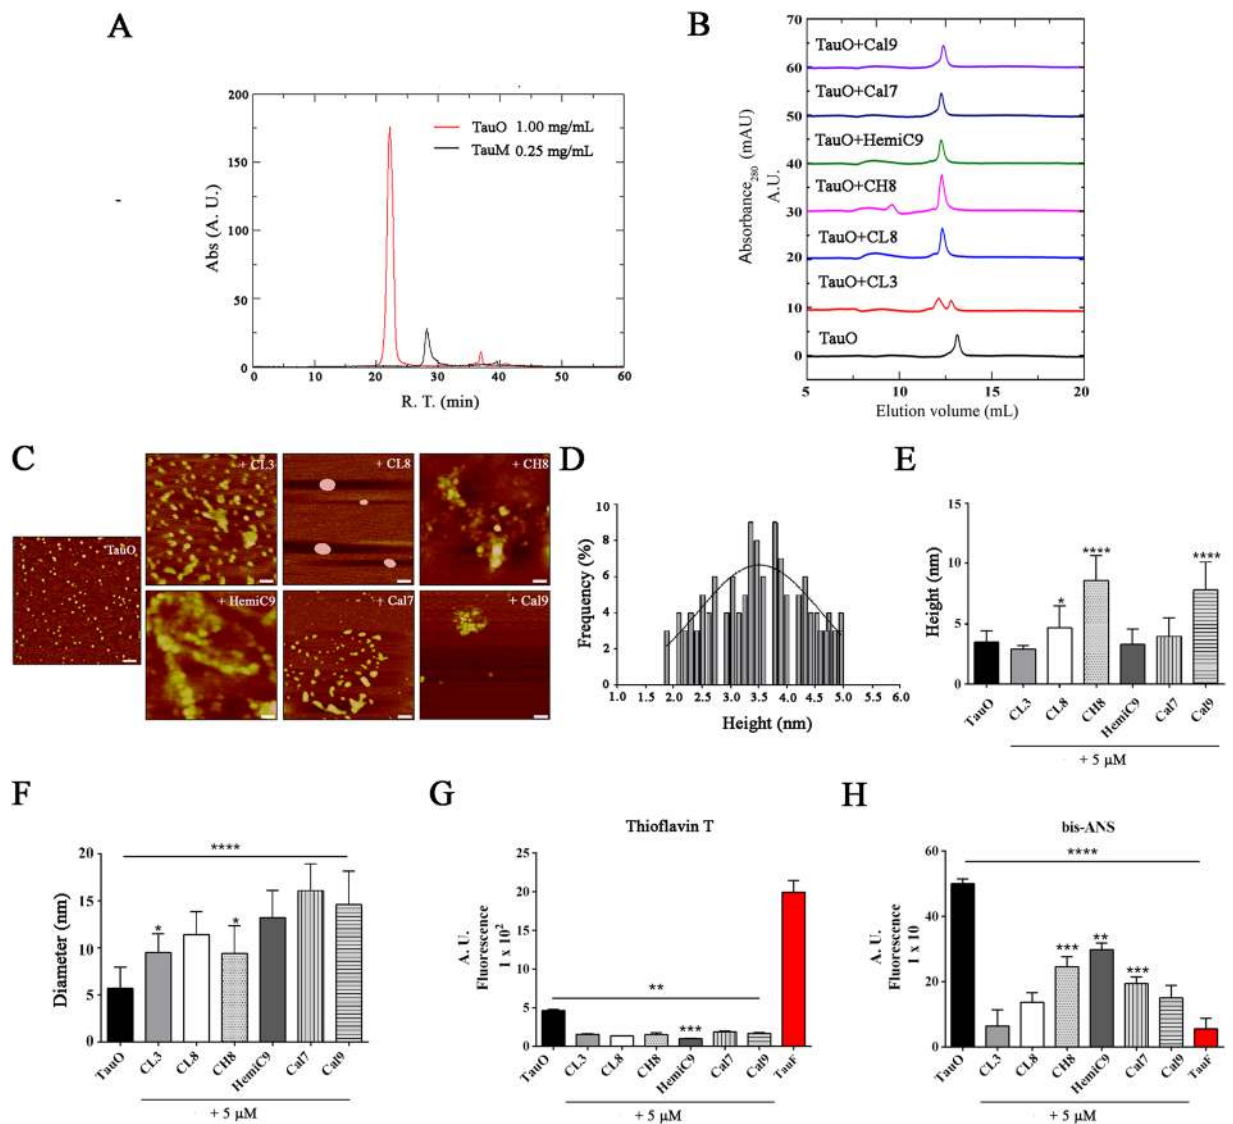 A
200
150
100
50
0
Abs (A. U.)
TauO 1.00 mg/mL
TauM 0.25 mg/mL
0 10 20 30 40 50 60
R. T. (min)
B
70
60
50
40
30
20
10
0
Absorbance280 (mAU)
A.U.
TauO+Cal9
TauO+Cal7
TauO+HemiC9
TauO+CH8
TauO+CL8
TauO+CL3
TauO
5 10 15 20
Elution volume (mL)
C
TauO
+ CL3
+ CL8
+ CH8
+ HemiC9
+ Cal7
+ Cal9
D
10
8
6
4
2
0
Frequency (%)
1.0 2.0 2.5 3.0 3.5 4.0 4.5 5.0 6.0
Height (nm)
E
15
10
5
0
Height (nm)
* **** ****
TauO CL3 CL8 CH8 HemiC9 Cal7 Cal9
+ 5 µM
F
20
15
10
5
0
Diameter (nm)
****
* *
TauO CL3 CL8 CH8 HemiC9 Cal7 Cal9
+ 5 µM
G
Thioflavin T
25
20
15
10
5
0
A. U.
Fluorescence
1 x 10²
**
***
TauO CL3 CL8 CH8 HemiC9 Cal7 Cal9 TauF
+ 5 µM
H
bis-ANS
60
40
20
0
A. U.
Fluorescence
1 x 10
****
*** ** ***
TauO CL3 CL8 CH8 HemiC9 Cal7 Cal9 TauF
+ 5 µM